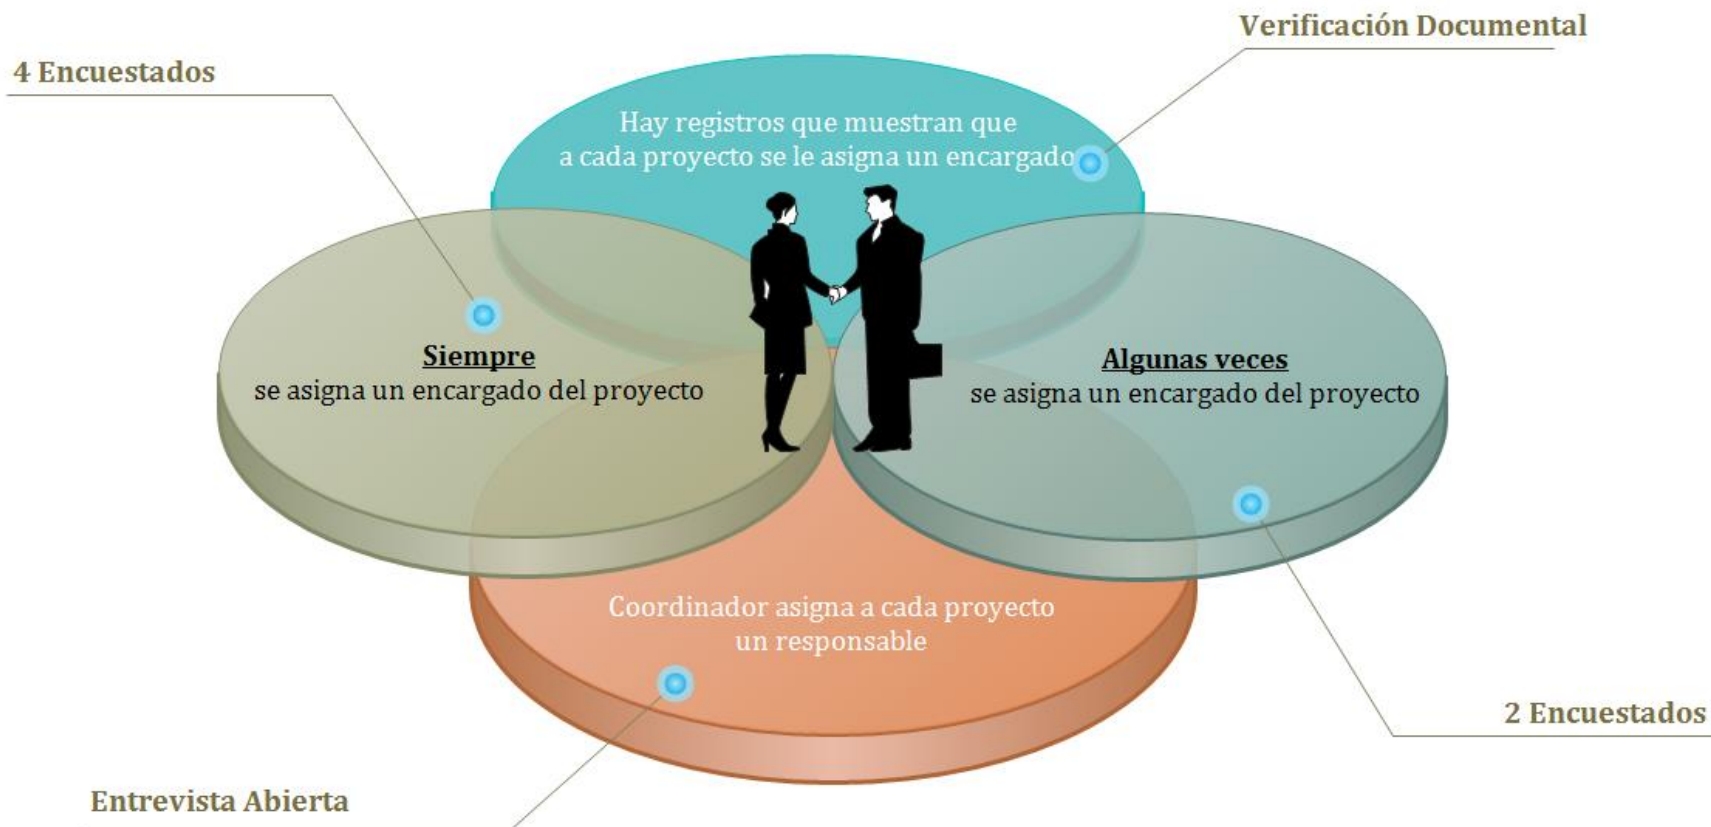 Verificación Documental
4 Encuestados
Hay registros que muestran que
a cada proyecto se le asigna un encargado
Siempre
se asigna un encargado del proyecto
Algunas veces
se asigna un encargado del proyecto
Coordinador asigna a cada proyecto
un responsable
2 Encuestados
Entrevista Abierta